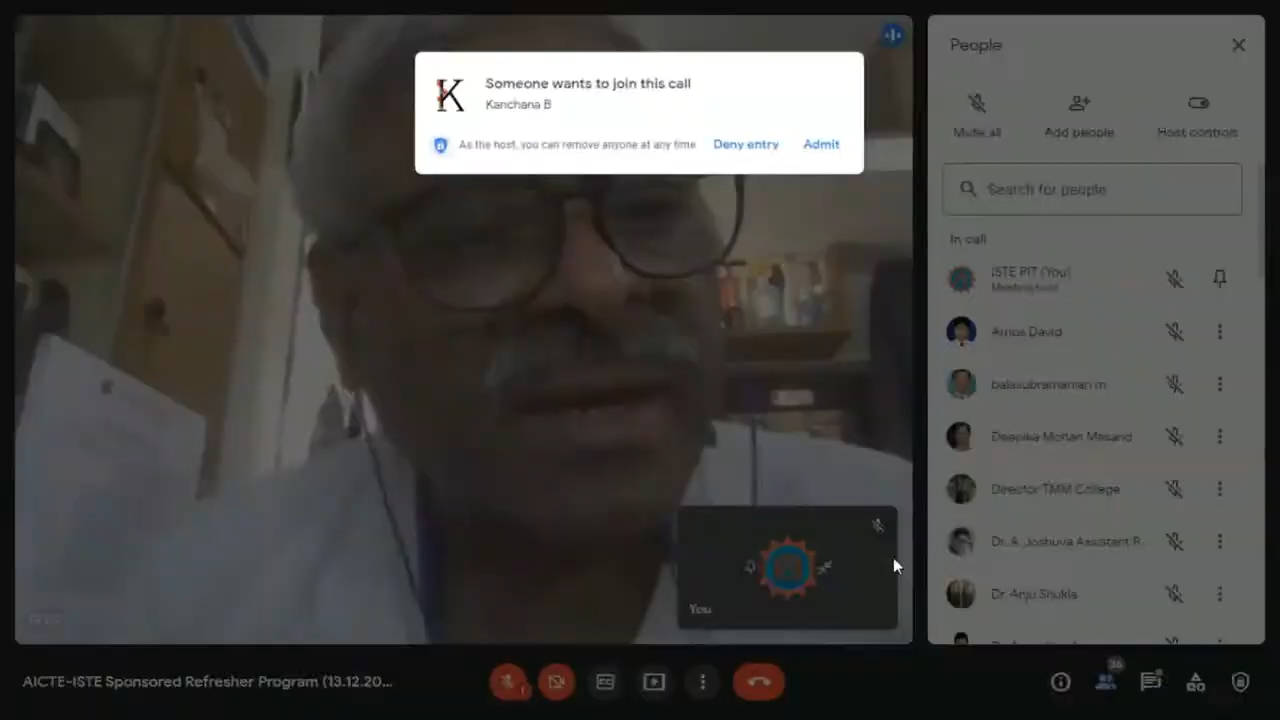 Someone wants to join this call
Kanchana B
As the host, you can remove anyone at any time
Deny entry
Admit
You
AICTE-ISTE Sponsored Refresher Program (13.12.20...
People
Mute all
Add people
Host controls
Search for people
In call
ISTE PIT (You)
Meeting host
Amos David
balasubramanian m
Deepika Mohan Masand
Director TMM College
Dr. A. Joshuva Assistant R...
Dr Anju Shukla
36